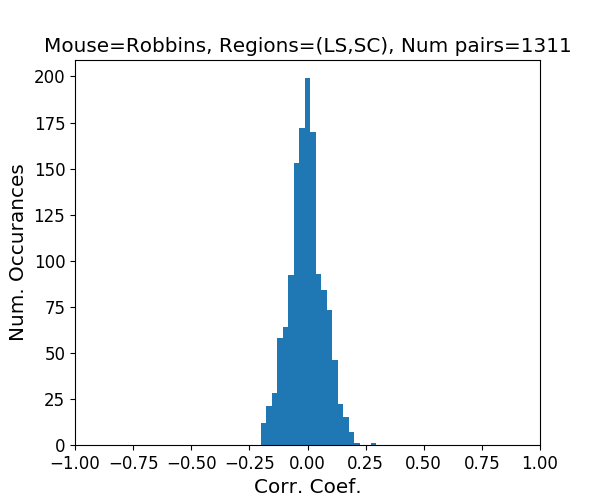 Mouse=Robbins, Regions=(LS,SC), Num pairs=1311
200
175
150
125
100
75
50
25
0
Num. Occurances
−1.00 −0.75 −0.50 −0.25 0.00 0.25 0.50 0.75 1.00
Corr. Coef.